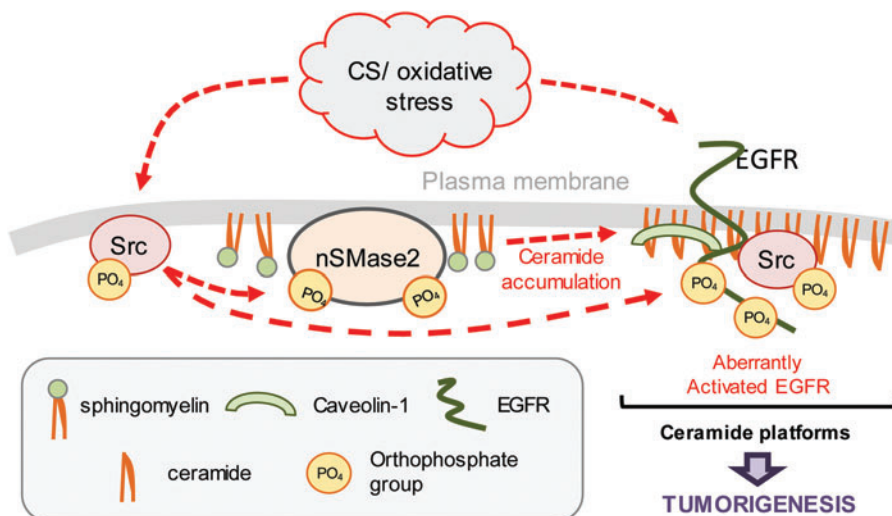 CS/ oxidative
stress
EGFR
Plasma membrane
Src
PO₄
nSMase2
PO₄
PO₄
Ceramide
accumulation
Src
PO₄
PO₄
PO₄
Aberrantly
Activated EGFR
Ceramide platforms
TUMORIGENESIS
sphingomyelin
Caveolin-1
EGFR
ceramide
PO₄
Orthophosphate
group